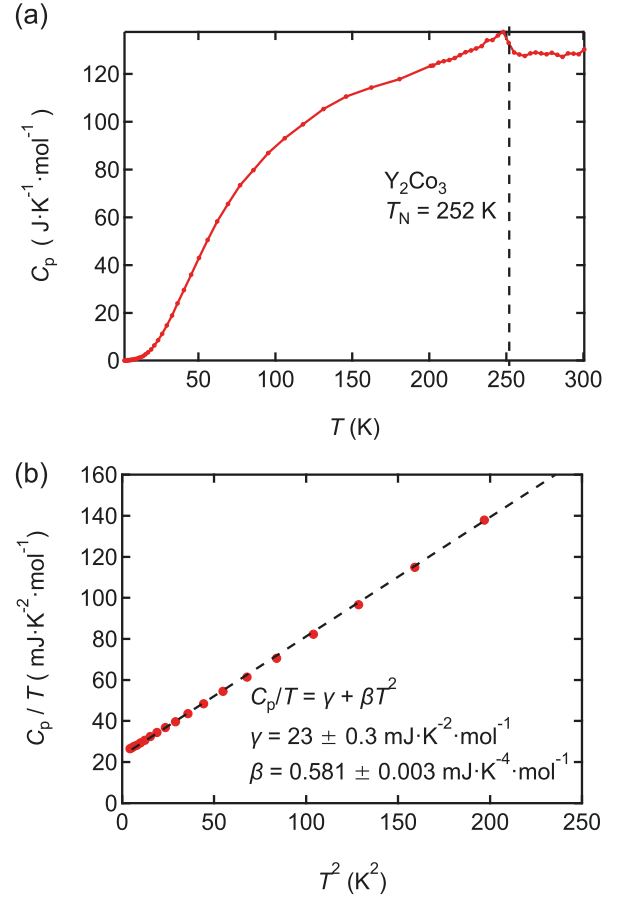 (a)
120
100
80
60
40
20
0
C_p ( J·K^-1·mol^-1)
Y₂Co₃
T_N = 252 K
50 100 150 200 250 300
T (K)
(b)
160
140
120
100
80
60
40
20
0
C_p / T ( mJ·K^-2·mol^-1)
C_p/T = γ + βT^2
γ = 23 ± 0.3 mJ·K^-2·mol^-1
β = 0.581 ± 0.003 mJ·K^-4·mol^-1
0 50 100 150 200 250
T^2 (K^2)